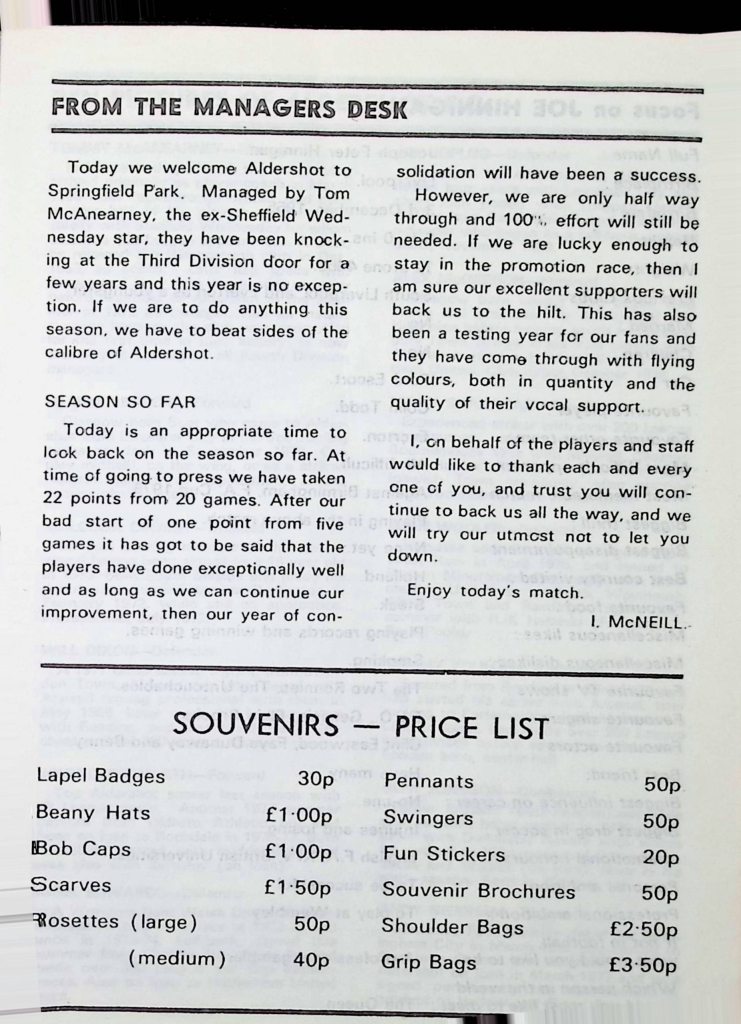 FROM THE MANAGERS DESK
Today we welcome Aldershot to
Springfield Park. Managed by Tom
McAnearney, the ex-Sheffield Wed-
nesday star, they have been knock-
ing at the Third Division door for a
few years and this year is no excep-
tion. If we are to do anything this
season, we have to beat sides of the
calibre of Aldershot.
SEASON SO FAR
Today is an appropriate time to
look back on the season so far. At
time of going to press we have taken
22 points from 20 games. After our
bad start of one point from five
games it has got to be said that the
players have done exceptionally well
and as long as we can continue our
improvement, then our year of con-
solidation will have been a success.
However, we are only half way
through and 100% effort will still be
needed. If we are lucky enough to
stay in the promotion race, then I
am sure our excellent supporters will
back us to the hilt. This has also
been a testing year for our fans and
they have come through with flying
colours, both in quantity and the
quality of their vocal support.
I, on behalf of the players and staff
would like to thank each and every
one of you, and trust you will con-
tinue to back us all the way, and we
will try our utmost not to let you
down.
Enjoy today's match.
I. McNEILL.
SOUVENIRS — PRICE LIST
Lapel Badges 30p
Beany Hats £1·00p
Bob Caps £1·00p
Scarves £1·50p
Rosettes (large) 50p
(medium) 40p
Pennants 50p
Swingers 50p
Fun Stickers 20p
Souvenir Brochures 50p
Shoulder Bags £2·50p
Grip Bags £3·50p